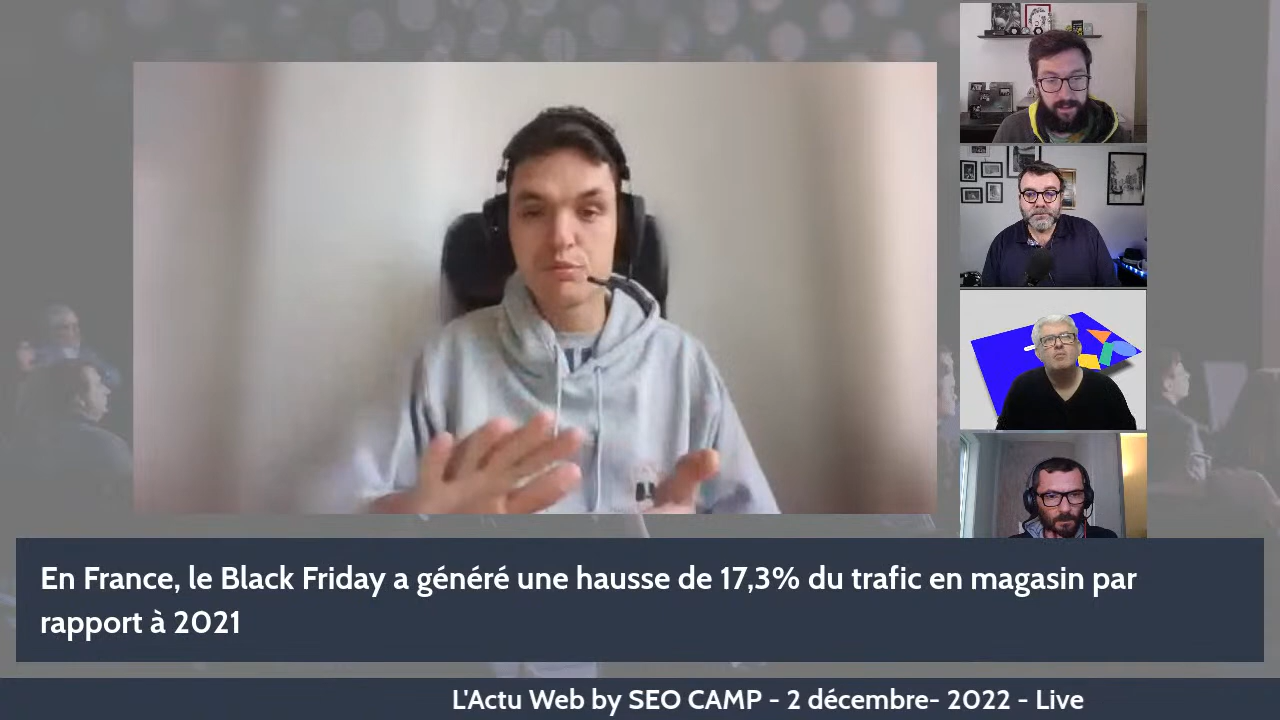 En France, le Black Friday a généré une hausse de 17,3% du trafic en magasin par
rapport à 2021
L'Actu Web by SEO CAMP - 2 décembre- 2022 - Live